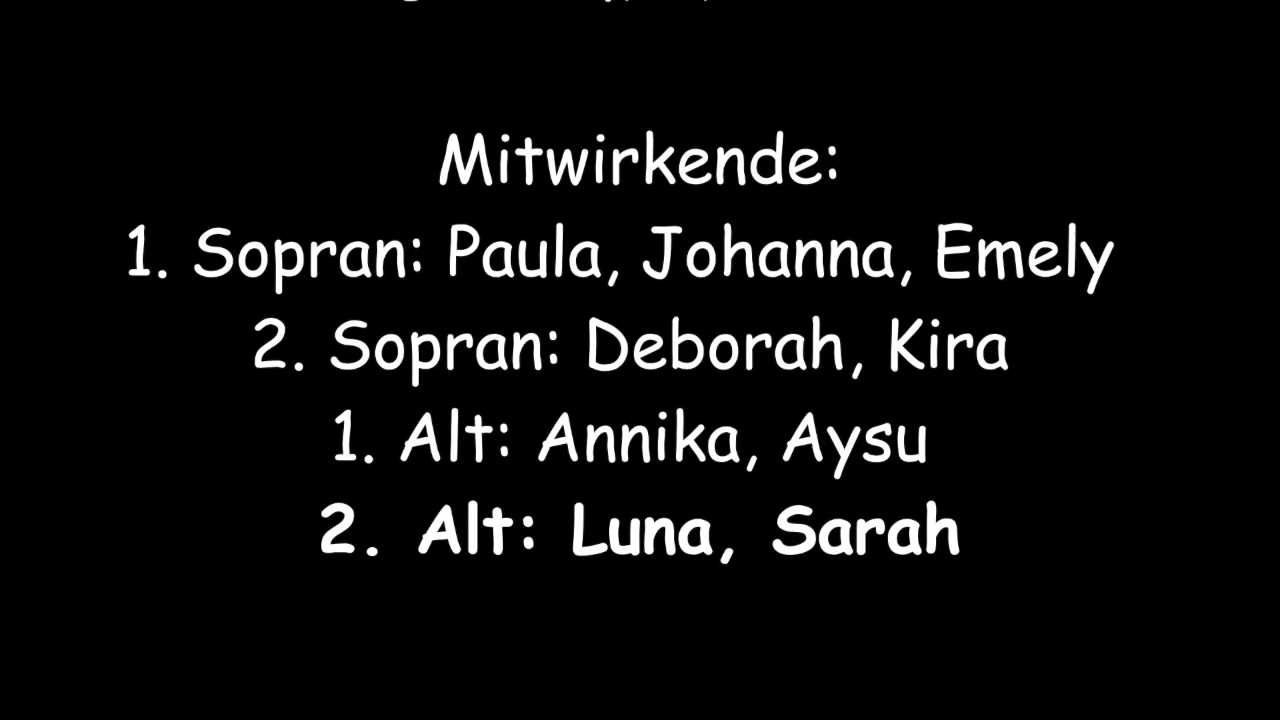 Mitwirkende:
1. Sopran: Paula, Johanna, Emely
2. Sopran: Deborah, Kira
1. Alt: Annika, Aysu
2. Alt: Luna, Sarah